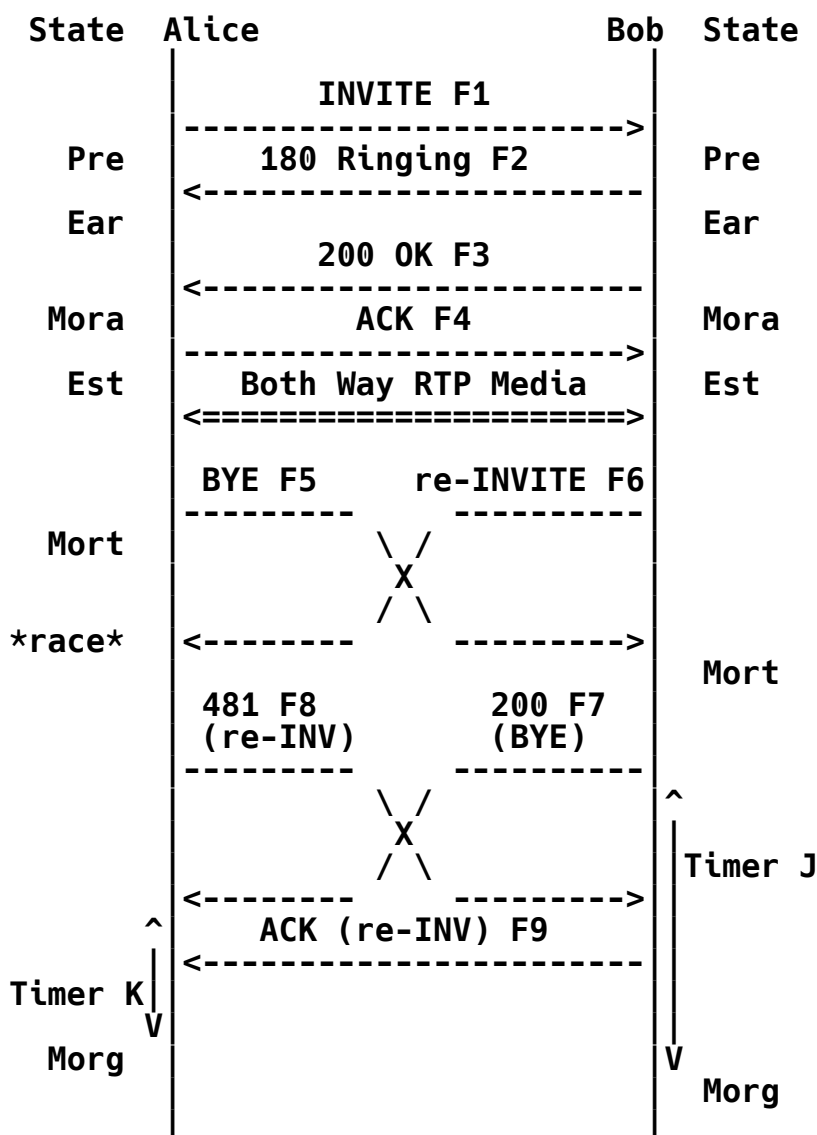 State  Alice                  Bob  State
INVITE F1
----------------------->
Pre       180 Ringing F2         Pre
<-----------------------
Ear                              Ear
200 OK F3
<-----------------------
Mora            ACK F4            Mora
----------------------->
Est      Both Way RTP Media      Est
<======================>
BYE F5     re-INVITE F6
---------     ----------
Mort             \ /
X
/ \
*race*  <--------     --------->
Mort
481 F8         200 F7
(re-INV)       (BYE)
---------     ----------
\ /            ^
X
/ \             |Timer J
<--------     --------->
^     ACK (re-INV) F9
|<-----------------------
Timer K|
V
Morg                             V
Morg